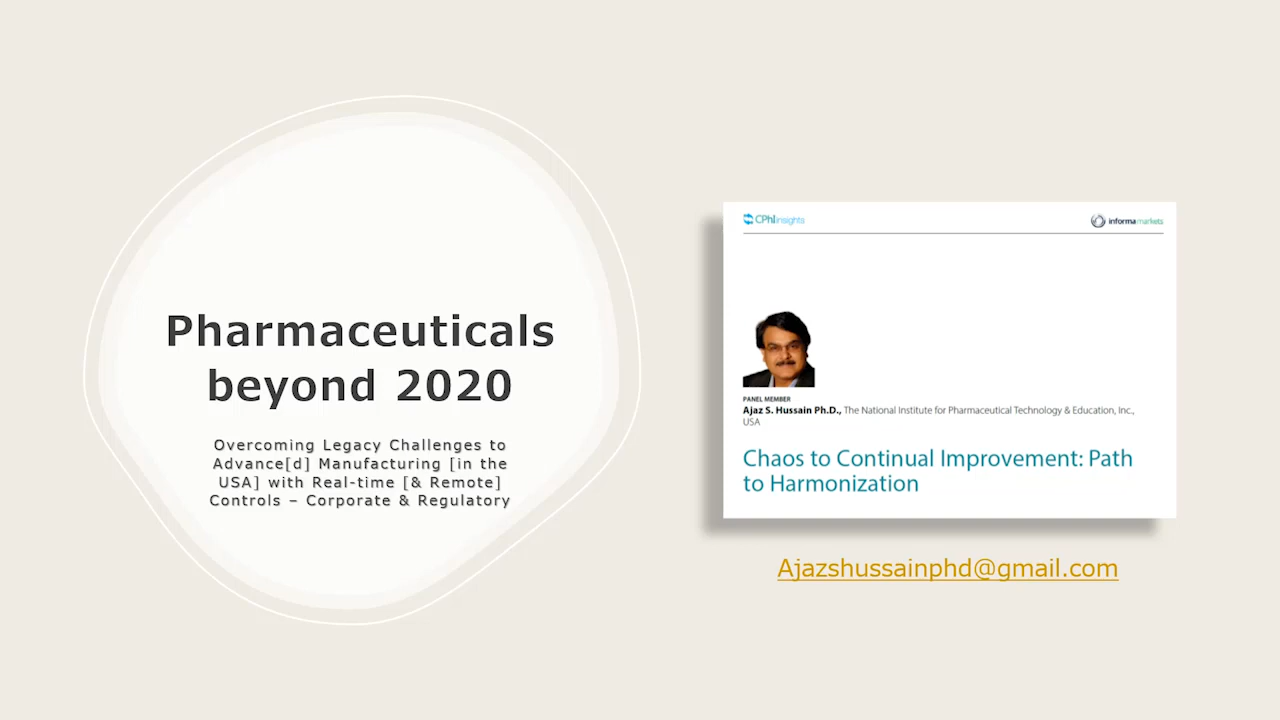 Pharmaceuticals
beyond 2020
Overcoming Legacy Challenges to
Advance[d] Manufacturing [in the
USA] with Real-time [& Remote]
Controls – Corporate & Regulatory
CPhI insights
informa markets
PANEL MEMBER
Ajaz S. Hussain Ph.D., The National Institute for Pharmaceutical Technology & Education, Inc.,
USA
Chaos to Continual Improvement: Path
to Harmonization
Ajazshussainphd@gmail.com